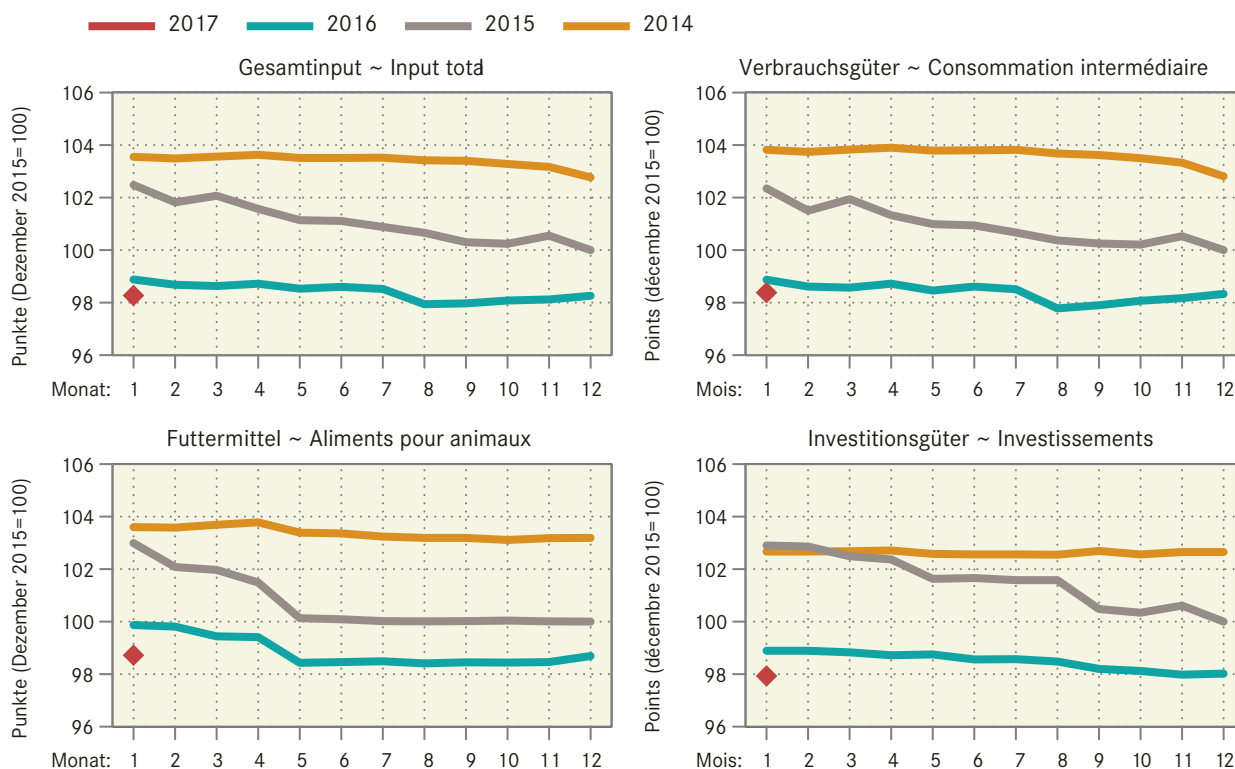 2017 2016 2015 2014
Gesamtinput ~ Input total
Punkte (Dezember 2015=100)
106
104
102
100
98
96
Monat: 1 2 3 4 5 6 7 8 9 10 11 12
Verbrauchsgüter ~ Consommation intermédiaire
Points (décembre 2015=100)
106
104
102
100
98
96
Mois: 1 2 3 4 5 6 7 8 9 10 11 12
Futtermittel ~ Aliments pour animaux
Punkte (Dezember 2015=100)
106
104
102
100
98
96
Monat: 1 2 3 4 5 6 7 8 9 10 11 12
Investitionsgüter ~ Investissements
Points (décembre 2015=100)
106
104
102
100
98
96
Mois: 1 2 3 4 5 6 7 8 9 10 11 12